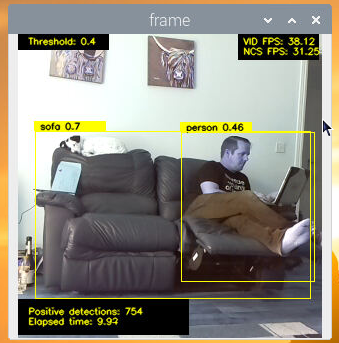 frame
Threshold: 0.4
VID FPS: 38.12
NCS FPS: 31.25
sofa 0.7
person 0.46
Positive detections: 754
Elapsed time: 9.97